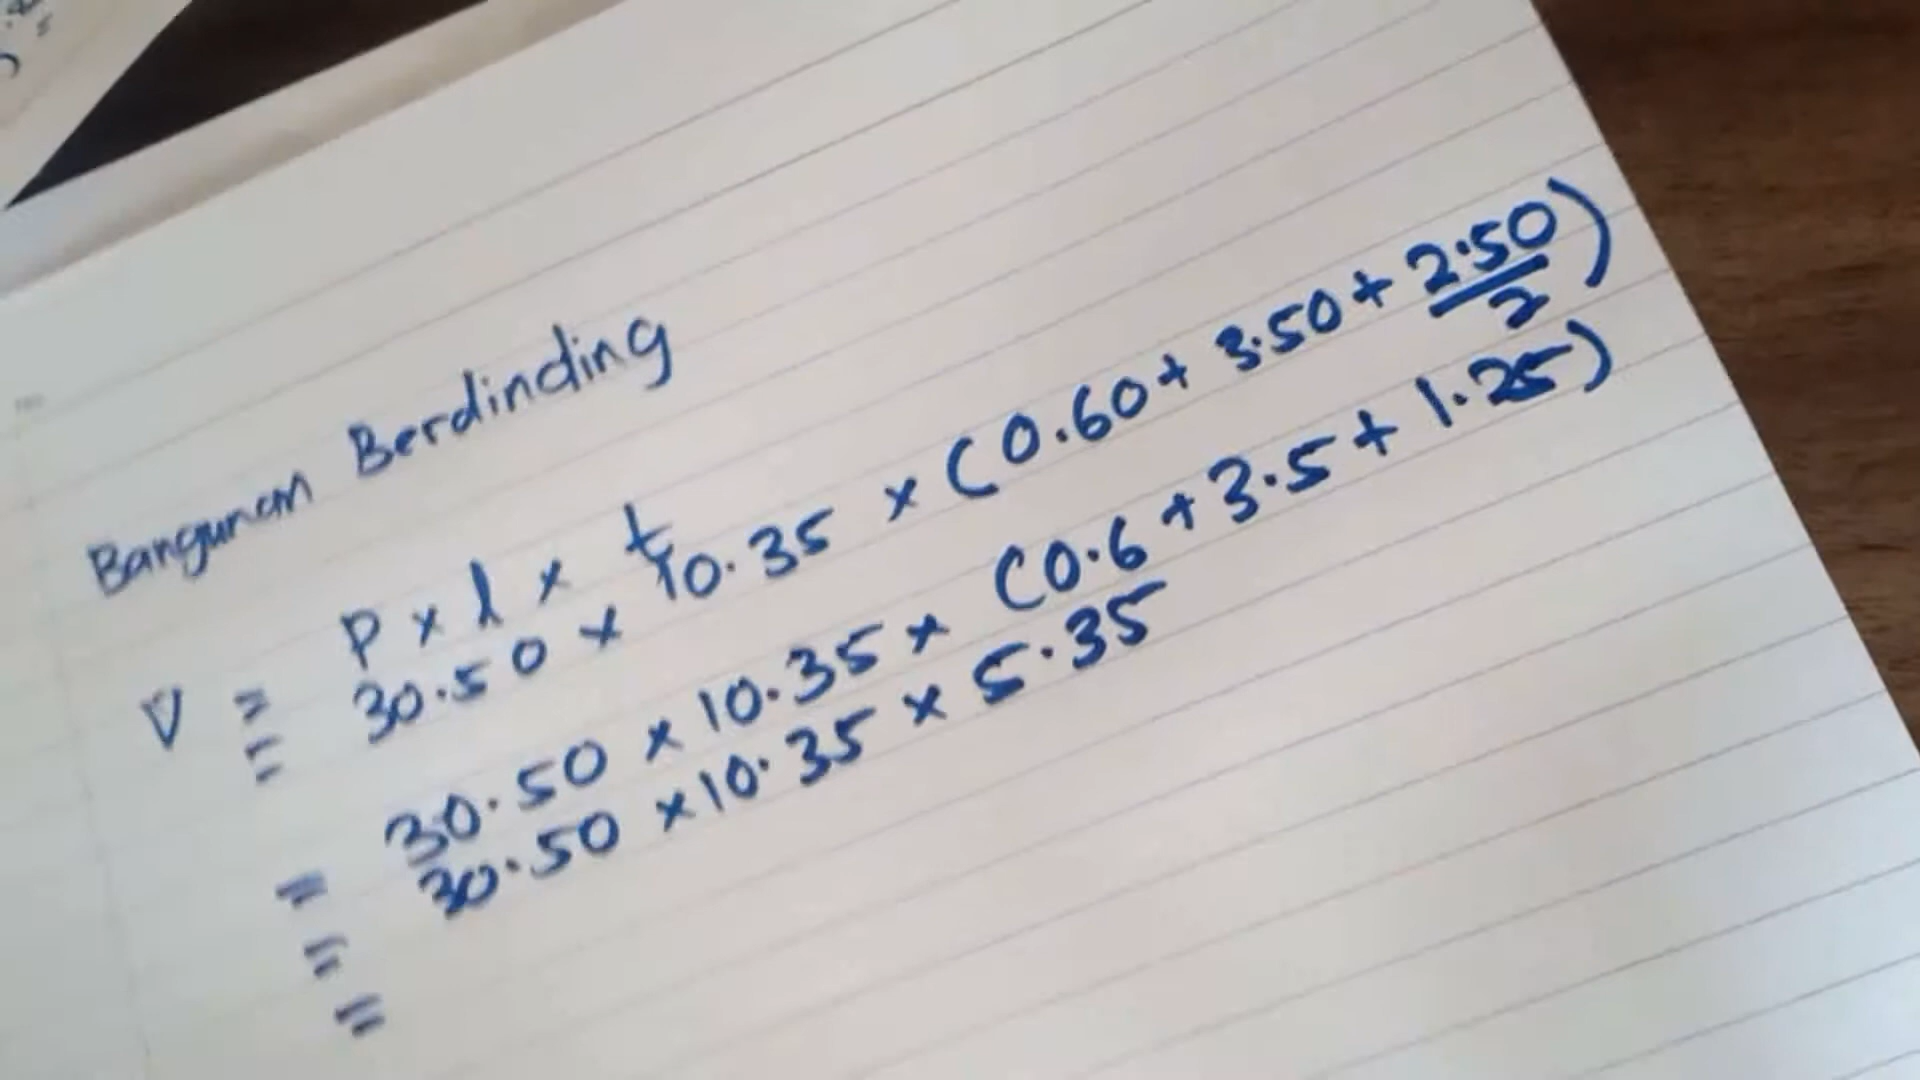 Bangunan Berdinding
V = p x l x t
= 30.50 x 10.35 x (0.60 + 3.50 + 2.50/2)
= 30.50 x 10.35 x (0.6 + 3.5 + 1.25)
= 30.50 x 10.35 x 5.35
=